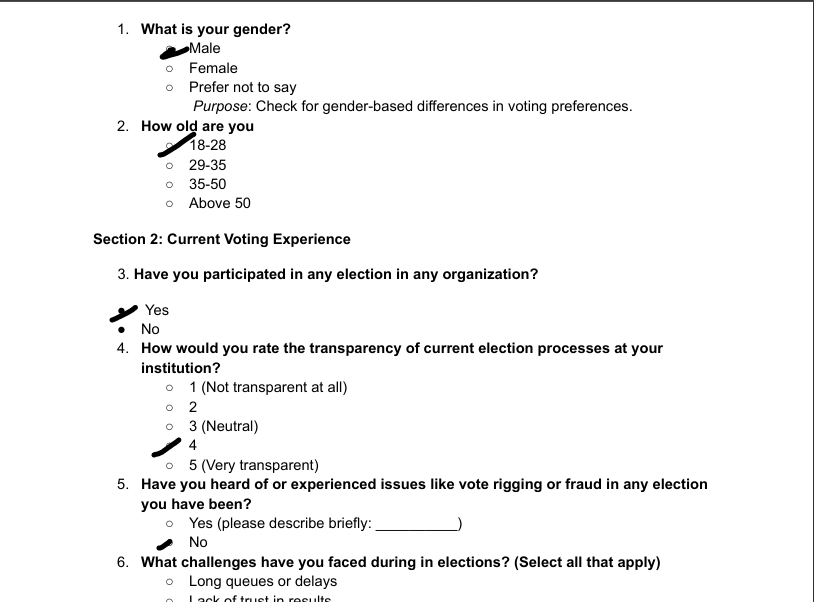 1. What is your gender?
Male
○ Female
○ Prefer not to say
Purpose: Check for gender-based differences in voting preferences.
2. How old are you
18-28
○ 29-35
○ 35-50
○ Above 50
Section 2: Current Voting Experience
3. Have you participated in any election in any organization?
● Yes
● No
4. How would you rate the transparency of current election processes at your
institution?
○ 1 (Not transparent at all)
○ 2
○ 3 (Neutral)
4
○ 5 (Very transparent)
5. Have you heard of or experienced issues like vote rigging or fraud in any election
you have been?
○ Yes (please describe briefly: __________)
No
6. What challenges have you faced during in elections? (Select all that apply)
○ Long queues or delays
○ Lack of trust in results